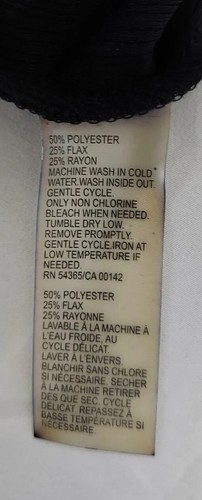 50% POLYESTER
25% FLAX
25% RAYON
MACHINE WASH IN COLD
WATER.WASH INSIDE OUT
GENTLE CYCLE.
ONLY NON CHLORINE
BLEACH WHEN NEEDED.
TUMBLE DRY LOW.
REMOVE PROMPTLY.
GENTLE CYCLE.IRON AT
LOW TEMPERATURE IF
NEEDED.
RN 54365/CA 00142
50% POLYESTER
25% FLAX
25% RAYONNE
LAVABLE À LA MACHINE À
L'EAU FROIDE, AU
CYCLE DÉLICAT.
LAVER À L'ENVERS.
BLANCHIR SANS CHLORE
SI NÉCESSAIRE. SECHER
À LA MACHINE RETIRER
DES QUE SEC. CYCLE
DÉLICAT. REPASSEZ À
BASSE TEMPÉRATURE SI
NÉCESSAIRE